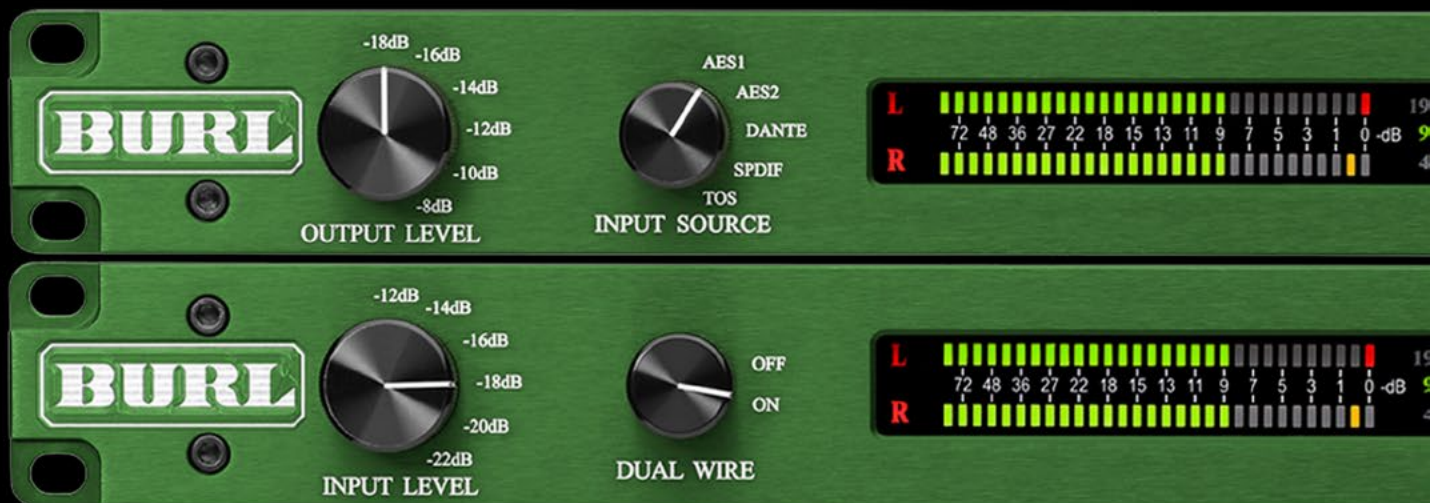 -18dB
-16dB
-14dB
-12dB
-10dB
-8dB
BURL
OUTPUT LEVEL
AES1
AES2
DANTE
SPDIF
TOS
INPUT SOURCE
L
72 48 36 27 22 18 15 13 11 9 7 5 3 1 0 -dB
R
-12dB
-14dB
-16dB
-18dB
-20dB
-22dB
BURL
INPUT LEVEL
OFF
ON
DUAL WIRE
L
72 48 36 27 22 18 15 13 11 9 7 5 3 1 0 -dB
R